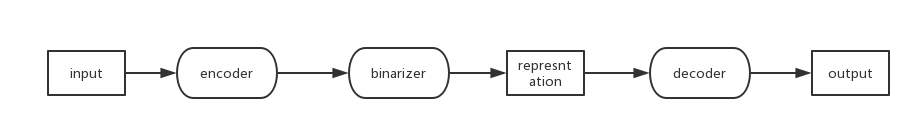 input
encoder
binarizer
represnt
ation
decoder
output